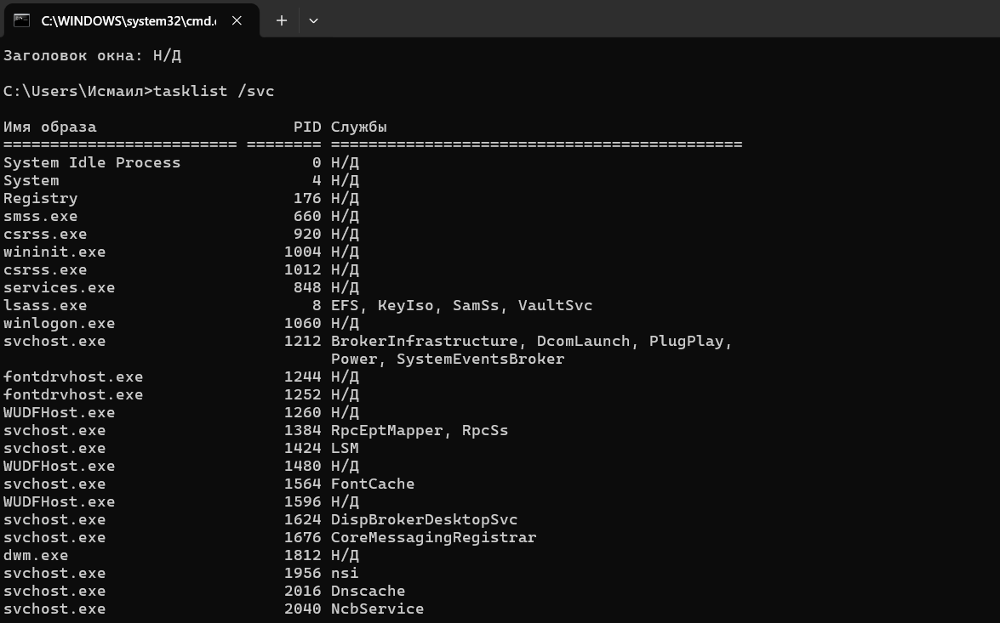 C:\WINDOWS\system32\cmd.
Заголовок окна: Н/Д
C:\Users\Исмаил>tasklist /svc
Имя образа                     PID Службы
========================= ======== ============================================
System Idle Process              0 Н/Д
System                           4 Н/Д
Registry                       176 Н/Д
smss.exe                       660 Н/Д
csrss.exe                      920 Н/Д
wininit.exe                   1004 Н/Д
csrss.exe                     1012 Н/Д
services.exe                   848 Н/Д
lsass.exe                        8 EFS, KeyIso, SamSs, VaultSvc
winlogon.exe                  1060 Н/Д
svchost.exe                   1212 BrokerInfrastructure, DcomLaunch, PlugPlay,
                                   Power, SystemEventsBroker
fontdrvhost.exe               1244 Н/Д
fontdrvhost.exe               1252 Н/Д
WUDFHost.exe                  1260 Н/Д
svchost.exe                   1384 RpcEptMapper, RpcSs
svchost.exe                   1424 LSM
WUDFHost.exe                  1480 Н/Д
svchost.exe                   1564 FontCache
WUDFHost.exe                  1596 Н/Д
svchost.exe                   1624 DispBrokerDesktopSvc
svchost.exe                   1676 CoreMessagingRegistrar
dwm.exe                       1812 Н/Д
svchost.exe                   1956 nsi
svchost.exe                   2016 Dnscache
svchost.exe                   2040 NcbService